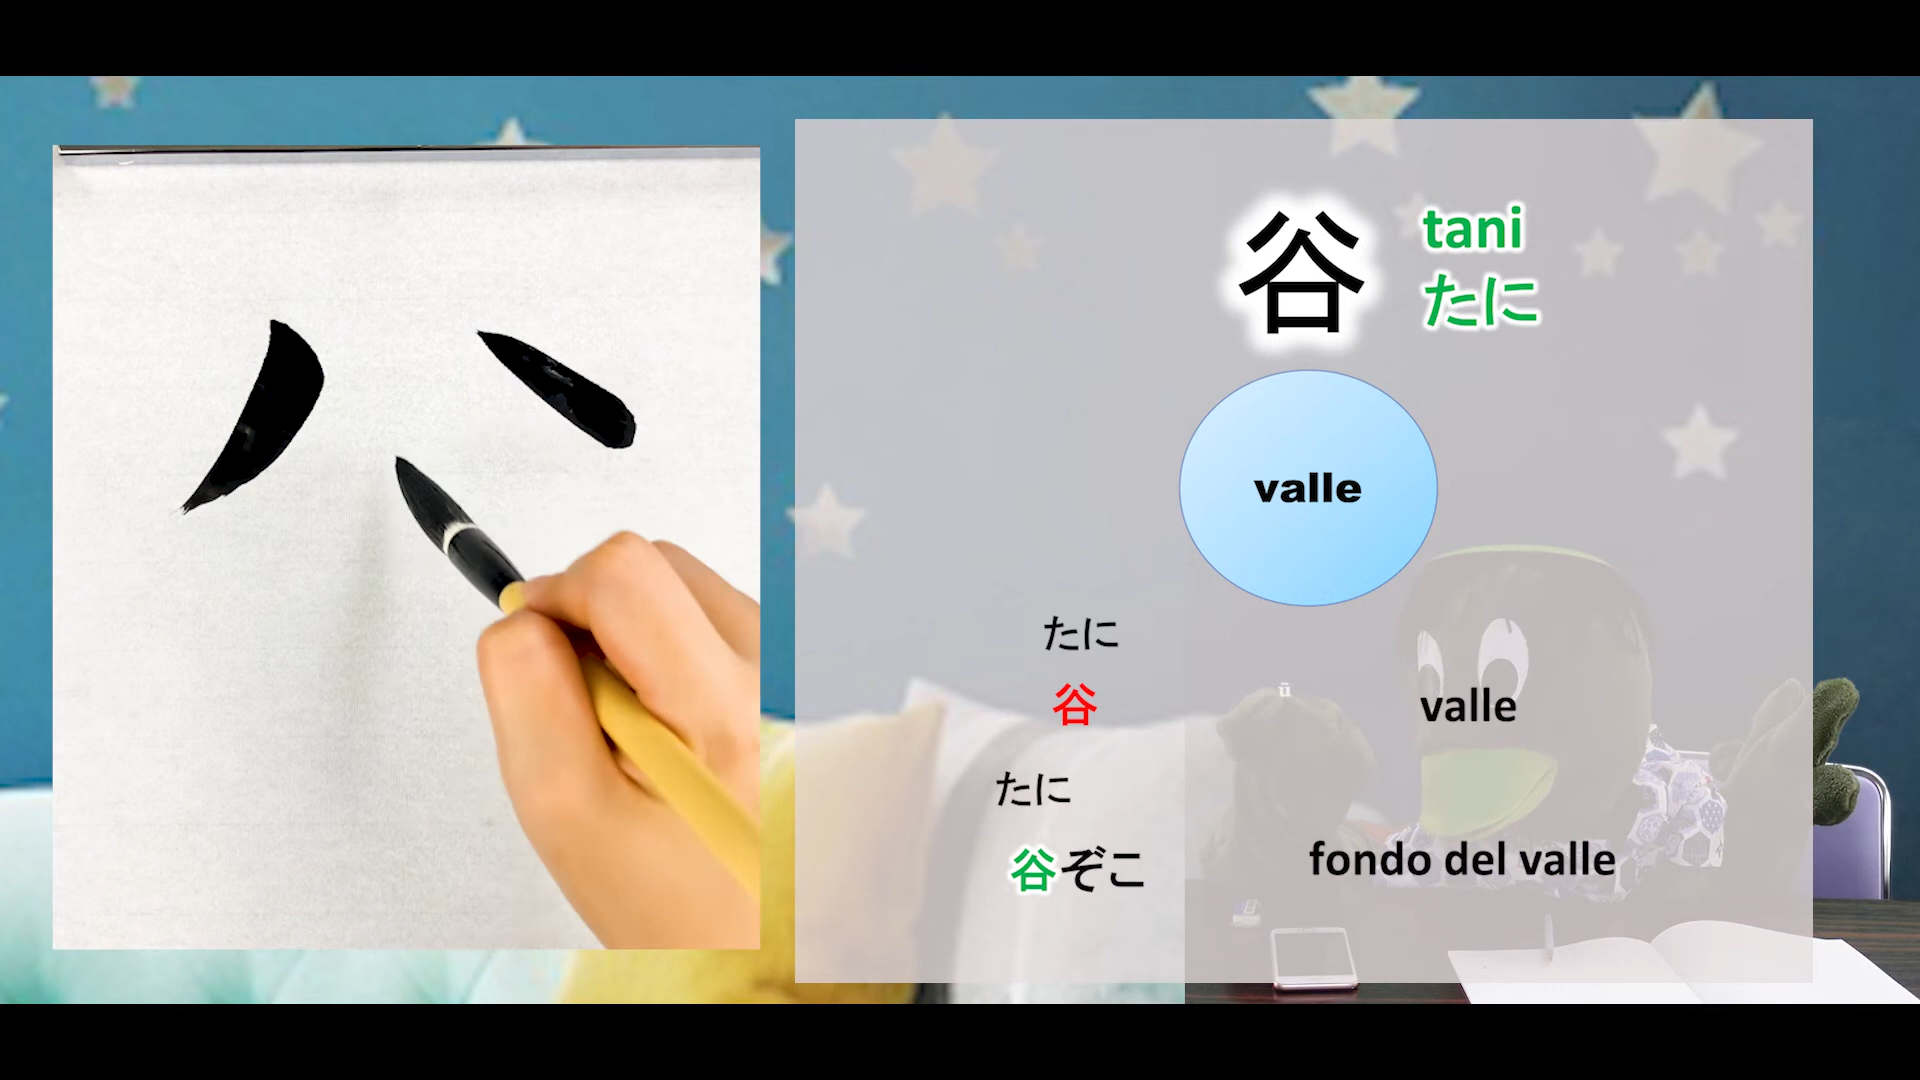 谷
tani
たに
valle
たに
ū
谷
valle
たに
谷ぞこ
fondo del valle